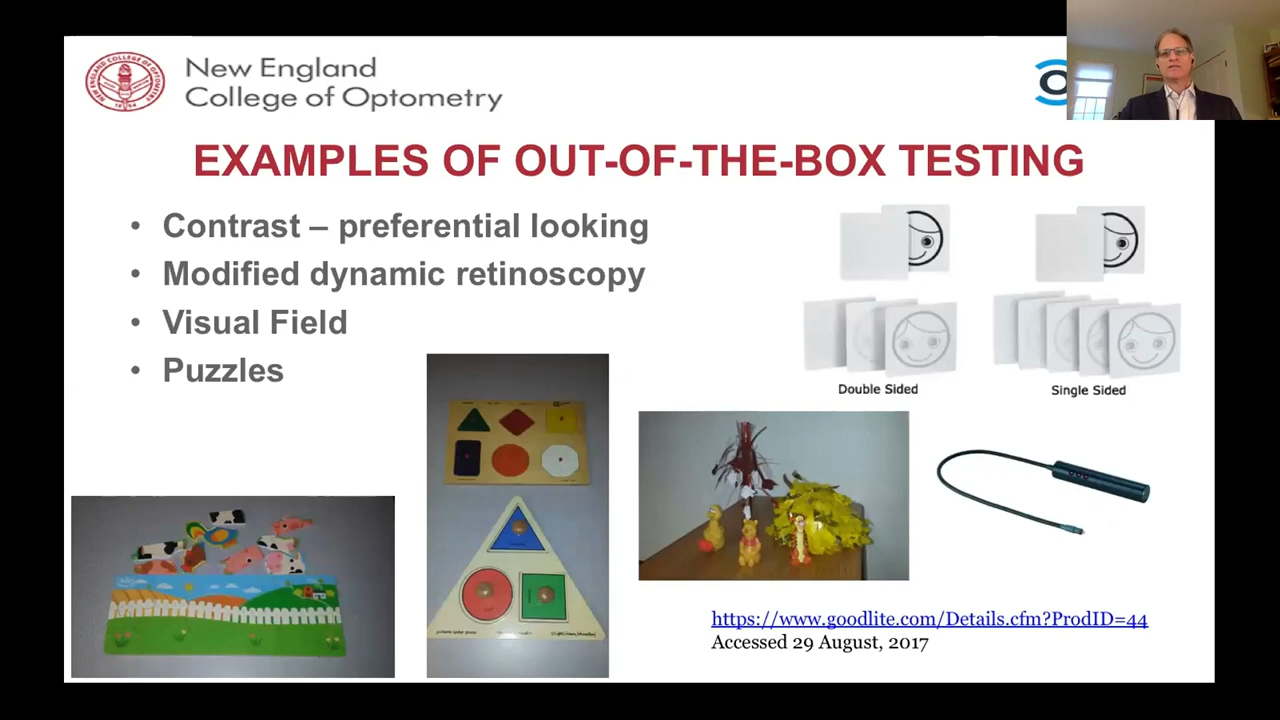 New England
College of Optometry
EXAMPLES OF OUT-OF-THE-BOX TESTING
• Contrast – preferential looking
• Modified dynamic retinoscopy
• Visual Field
• Puzzles
Double Sided
Single Sided
https://www.goodlite.com/Details.cfm?ProdID=44
Accessed 29 August, 2017